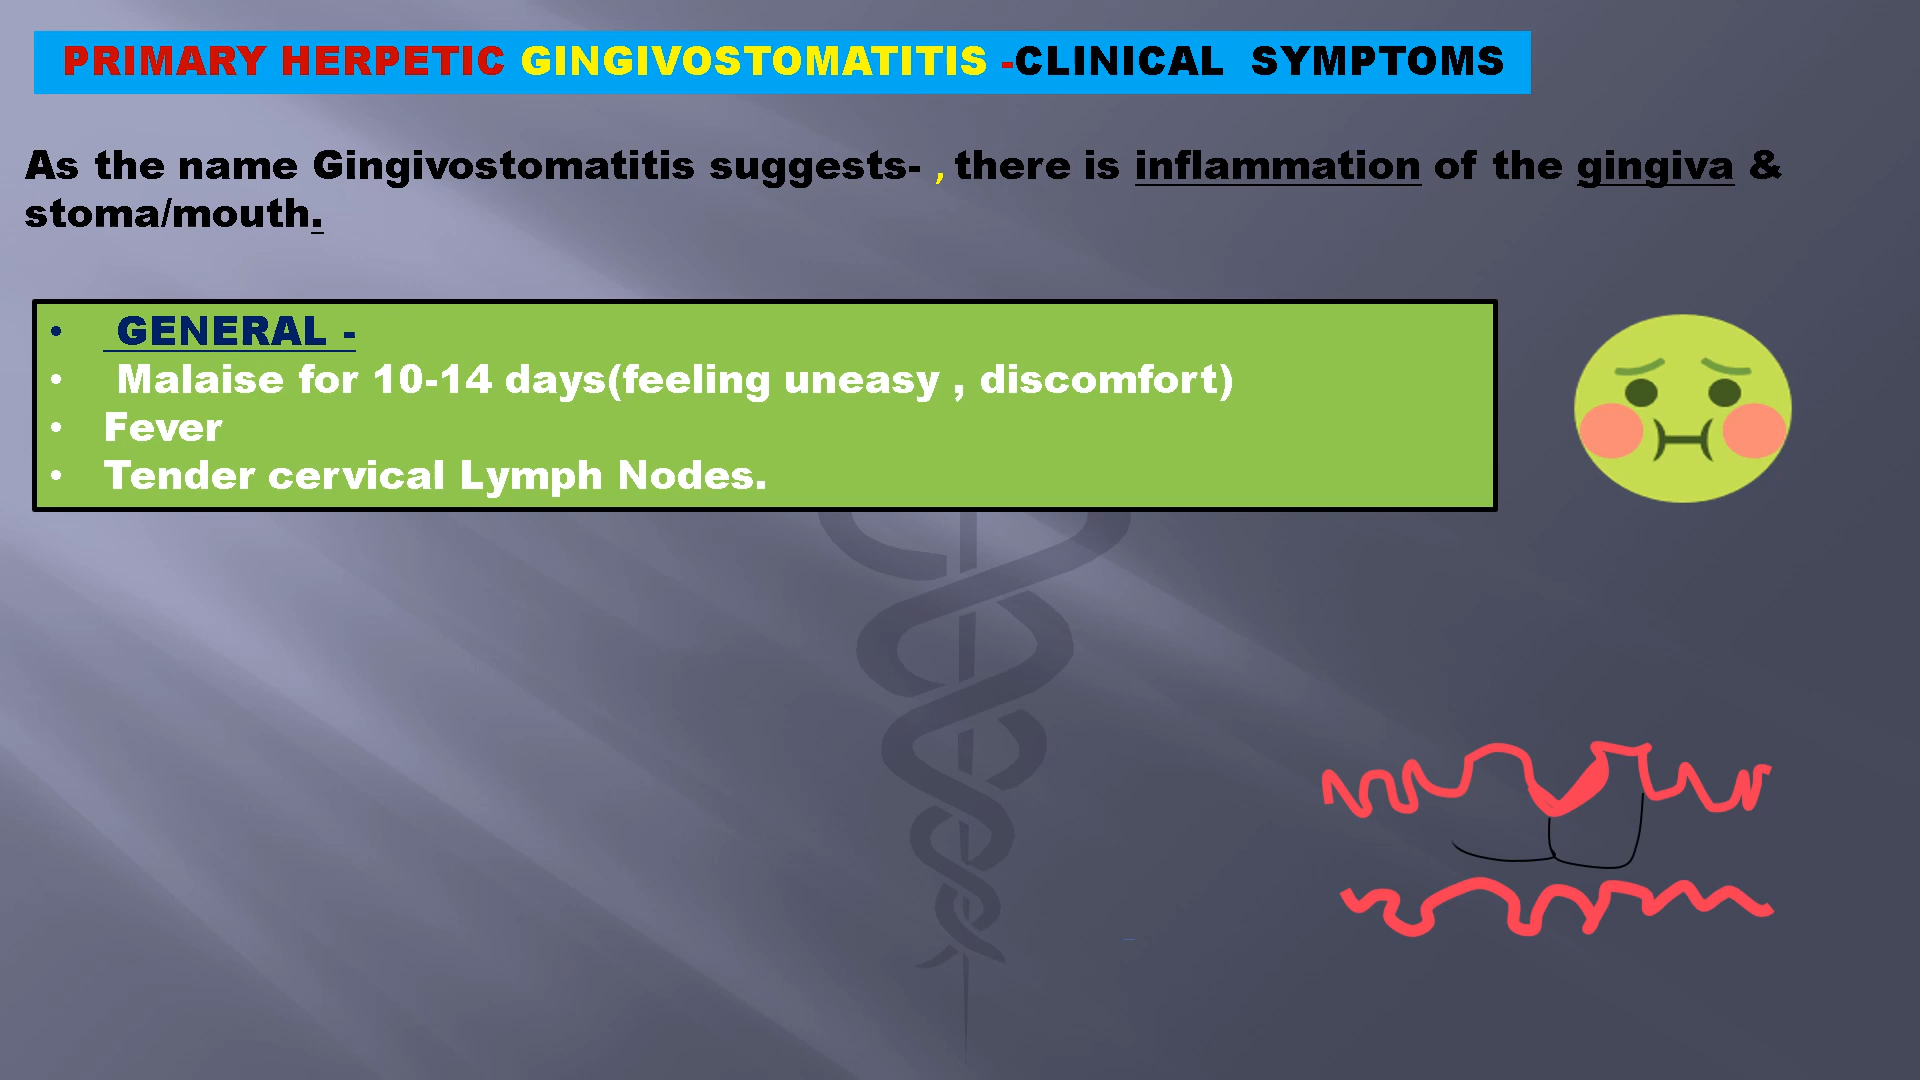 PRIMARY HERPETIC GINGIVOSTOMATITIS -CLINICAL SYMPTOMS
As the name Gingivostomatitis suggests- , there is inflammation of the gingiva &
stoma/mouth.
• GENERAL -
• Malaise for 10-14 days(feeling uneasy , discomfort)
• Fever
• Tender cervical Lymph Nodes.